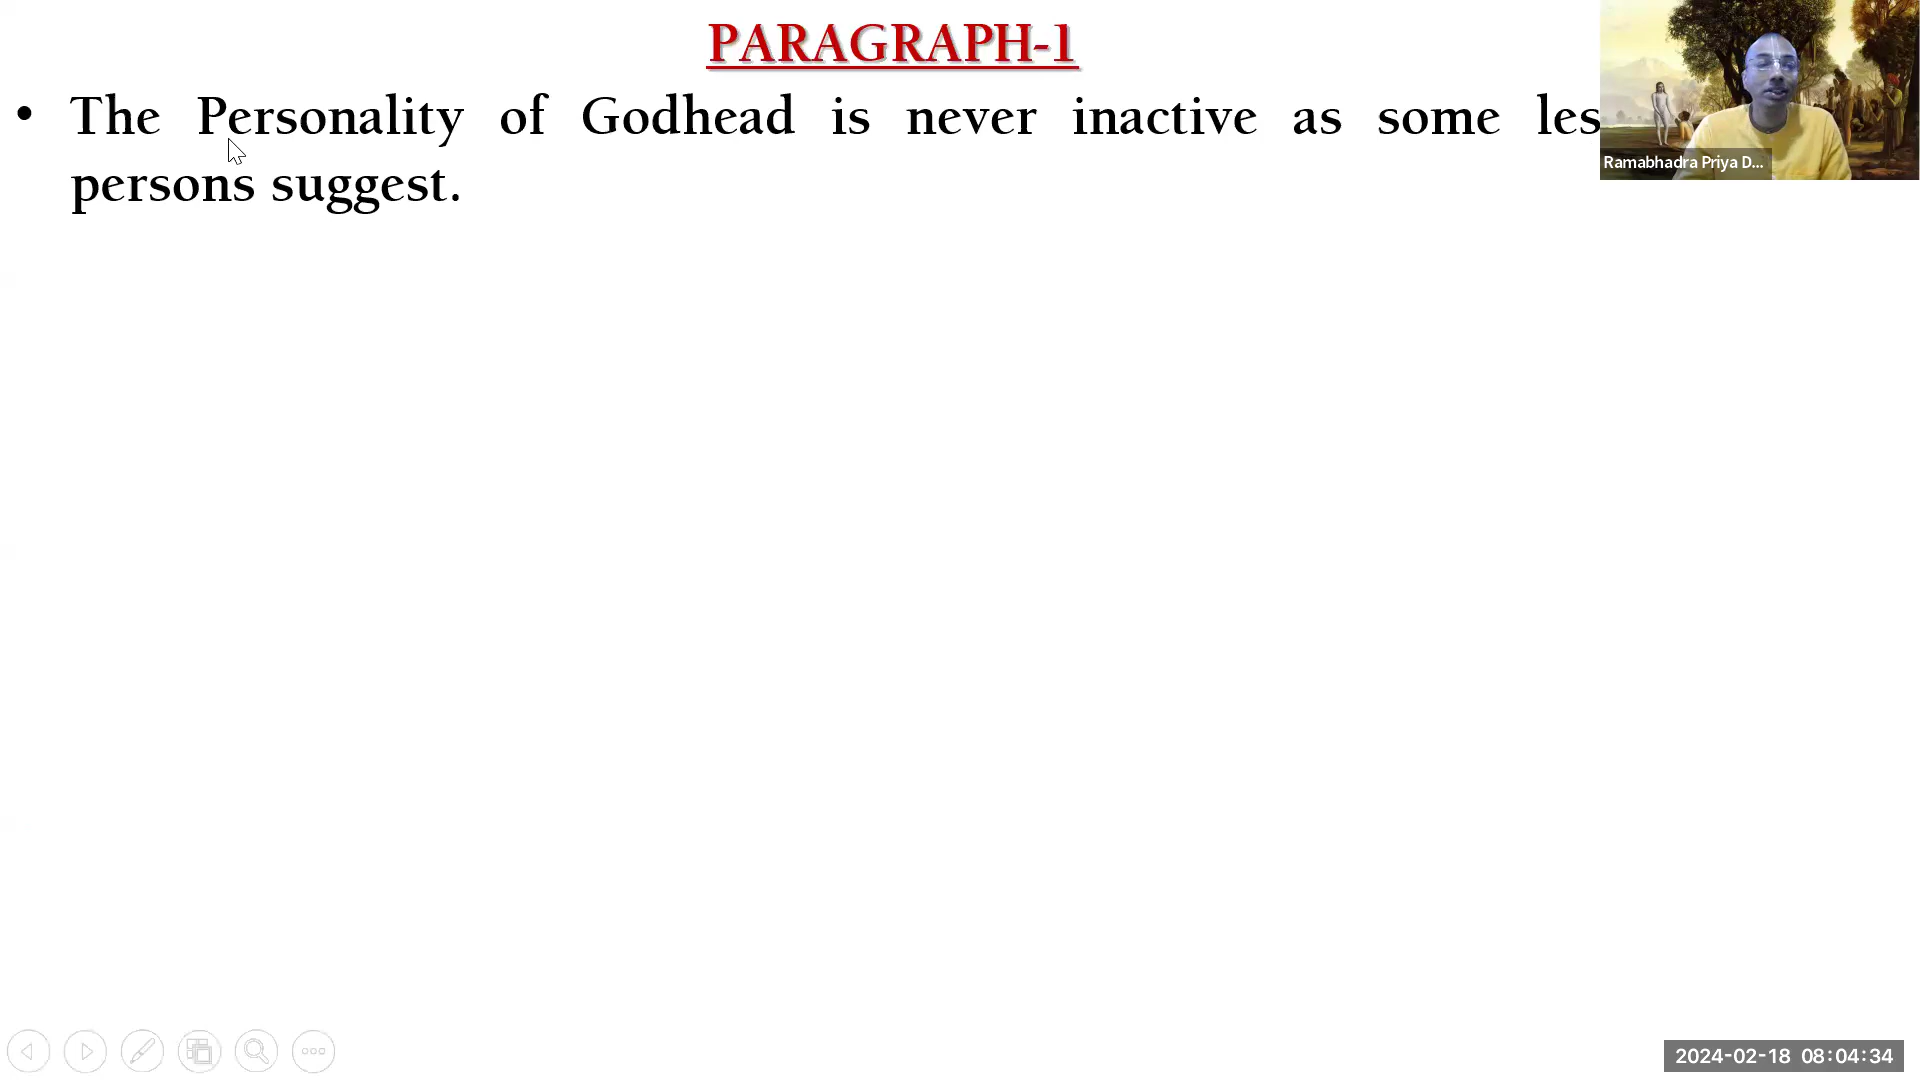 PARAGRAPH-1
• The Personality of Godhead is never inactive as some
persons suggest.
Ramabhadra Priya D...
2024-02-18 08:04:34